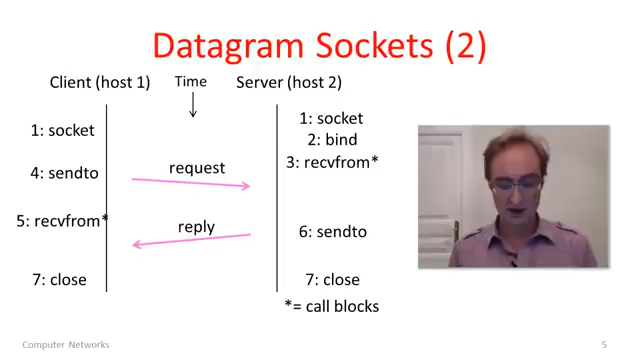 Datagram Sockets (2)
Client (host 1) Time Server (host 2)
1: socket
1: socket
2: bind
3: recvfrom*
4: sendto
request
5: recvfrom*
reply
6: sendto
7: close
7: close
*= call blocks
Computer Networks
5